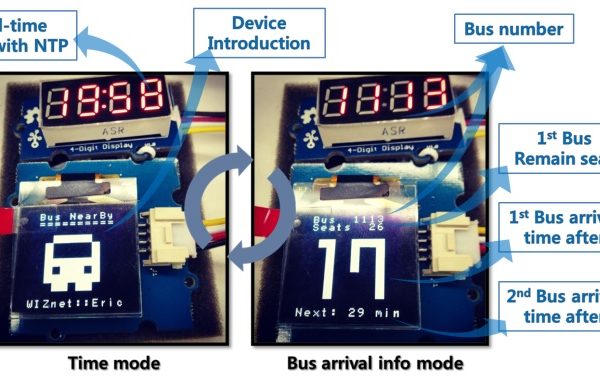 l-time
with NTP
Device
Introduction
Bus number
ASR
4-Digit Display
Bus NearBy
WIZnet::Eric
Time mode
1113
ASR
4-Digit Display
Bus 1113
Seats 26
17
Next: 29 min
Bus arrival info mode
1st Bus
Remain sea
1st Bus arriv
time after
2nd Bus arri
time after